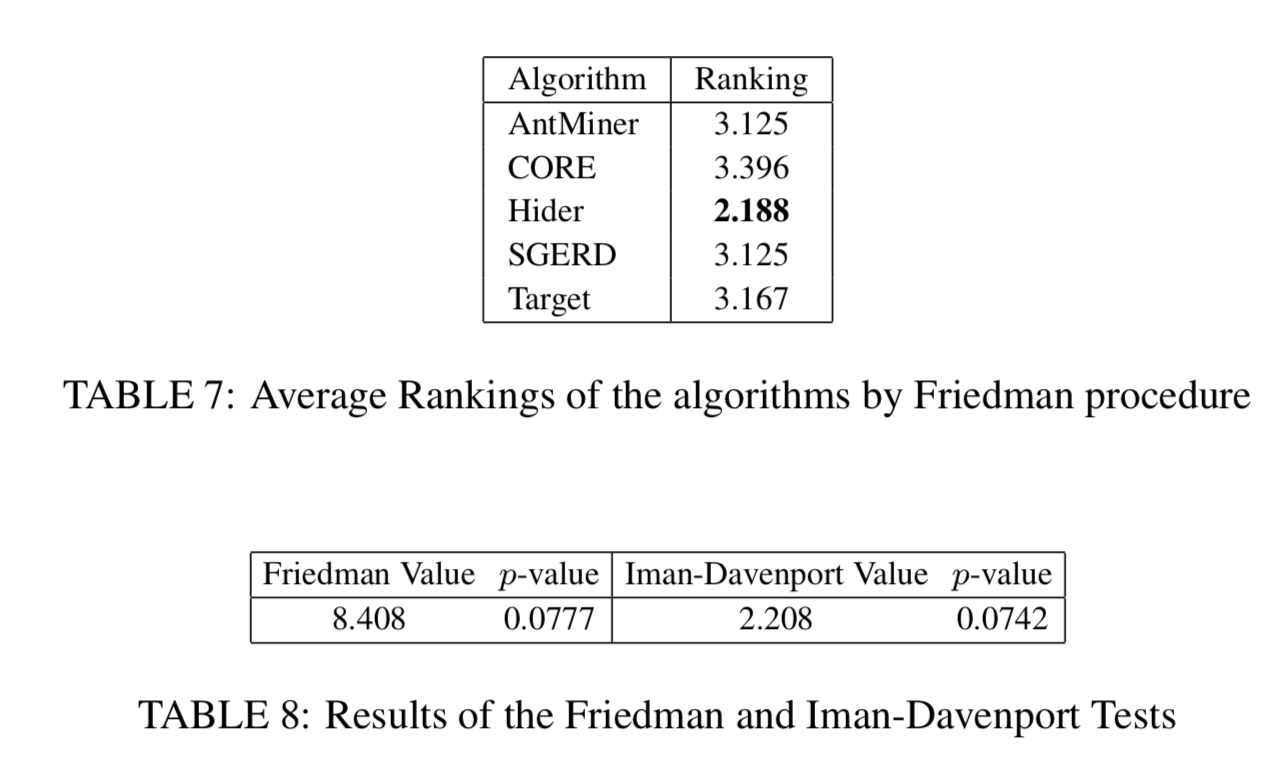 Algorithm Ranking
AntMiner 3.125
CORE 3.396
Hider 2.188
SGERD 3.125
Target 3.167
TABLE 7: Average Rankings of the algorithms by Friedman procedure
Friedman Value p-value Iman-Davenport Value p-value
8.408 0.0777 2.208 0.0742
TABLE 8: Results of the Friedman and Iman-Davenport Tests